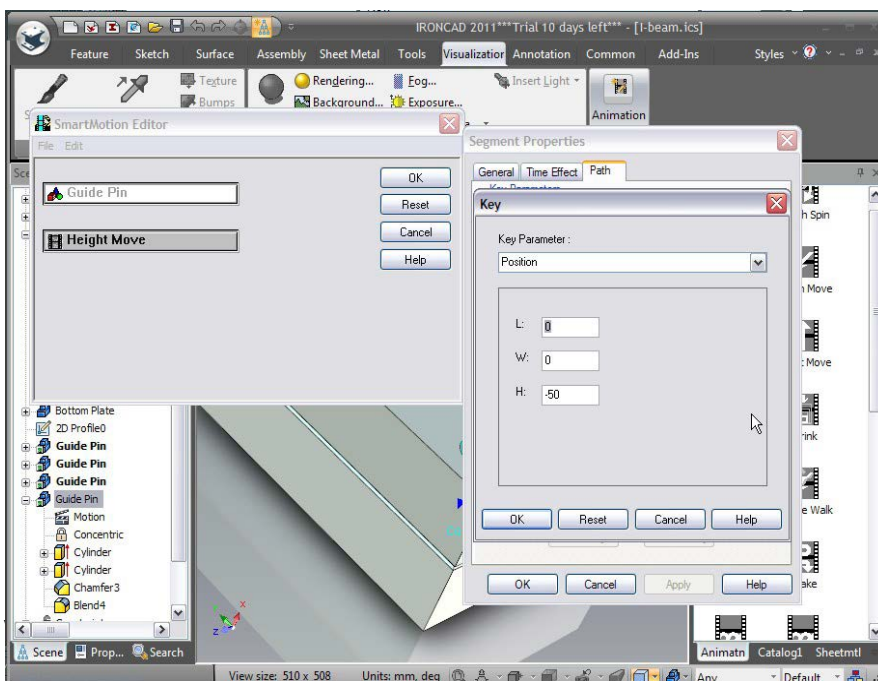 IRONCAD 2011***Trial 10 days left*** - [I-beam.ics]
Feature Sketch Surface Assembly Sheet Metal Tools Visualization Annotation Common Add-Ins Styles
Texture Rendering... Fog... Insert Light
Bumps Background... Exposure...
Animation
SmartMotion Editor
File Edit
Guide Pin
Height Move
OK
Reset
Cancel
Help
Segment Properties
General Time Effect Path
Key
Key Parameter :
Position
L: 0
W: 0
H: -50
OK Reset Cancel Help
OK Cancel Apply Help
Spin
Move
Move
Walk
Bottom Plate
2D Profile0
Guide Pin
Guide Pin
Guide Pin
Guide Pin
Motion
Concentric
Cylinder
Cylinder
Chamfer3
Blend4
Z X
Scene Prop... Search
Animatn Catalog1 Sheetmtl
View size: 510 x 508 Units: mm, deg Any Default